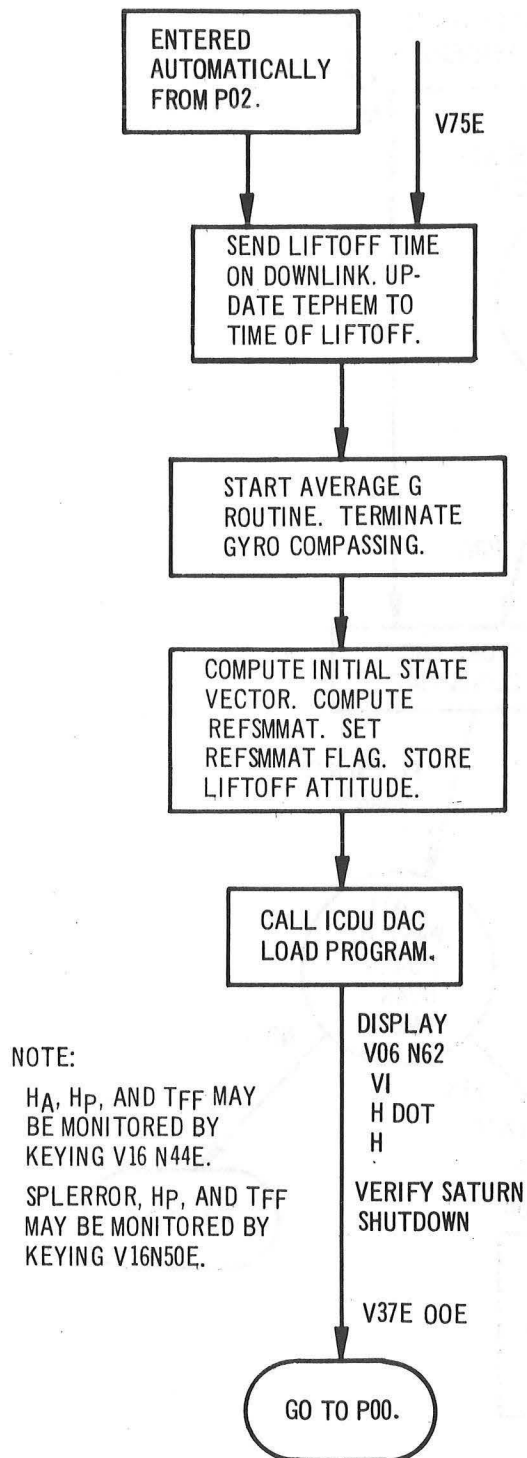 ENTERED
AUTOMATICALLY
FROM P02.
V75E
SEND LIFTOFF TIME
ON DOWNLINK. UP-
DATE TEPHEM TO
TIME OF LIFTOFF.
START AVERAGE G
ROUTINE. TERMINATE
GYRO COMPASSING.
COMPUTE INITIAL STATE
VECTOR. COMPUTE
REFSMMAT. SET
REFSMMAT FLAG. STORE
LIFTOFF ATTITUDE.
CALL ICDU DAC
LOAD PROGRAM.
NOTE:
HA, HP, AND TFF MAY
BE MONITORED BY
KEYING V16 N44E.
SPLERROR, HP, AND TFF
MAY BE MONITORED BY
KEYING V16N50E.
DISPLAY
V06 N62
VI
H DOT
H
VERIFY SATURN
SHUTDOWN
V37E 00E
GO TO P00.